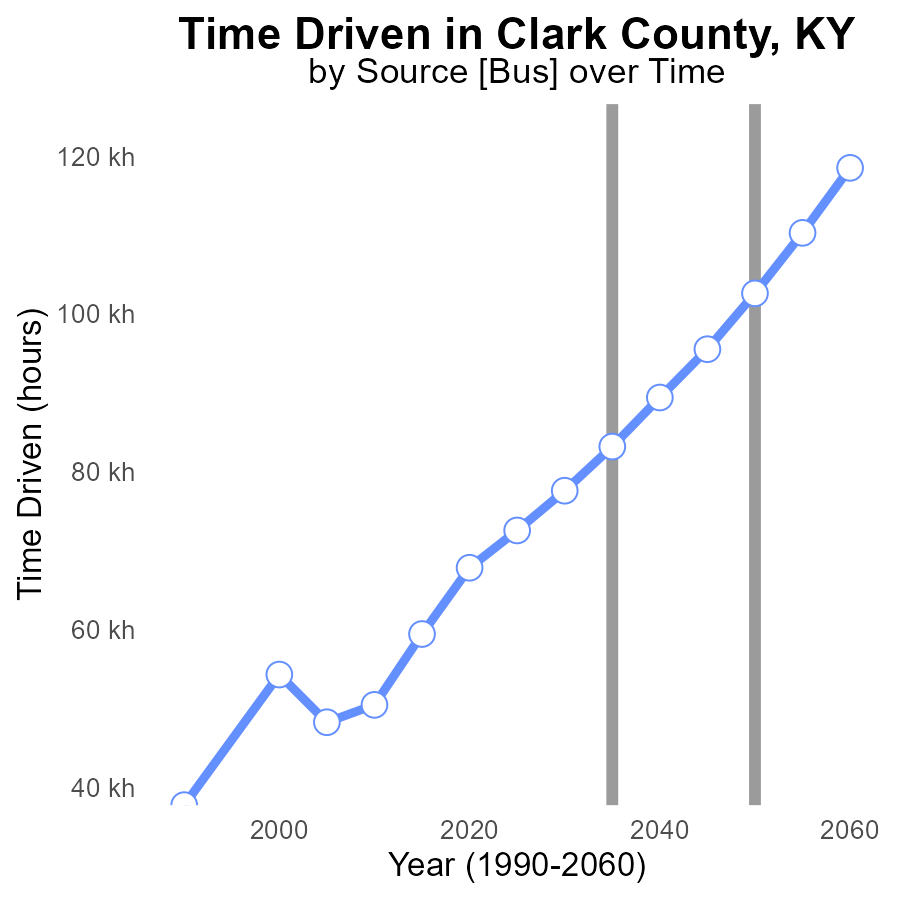 Time Driven in Clark County, KY
by Source [Bus] over Time
Time Driven (hours)
120 kh
100 kh
80 kh
60 kh
40 kh
2000 2020 2040 2060
Year (1990-2060)